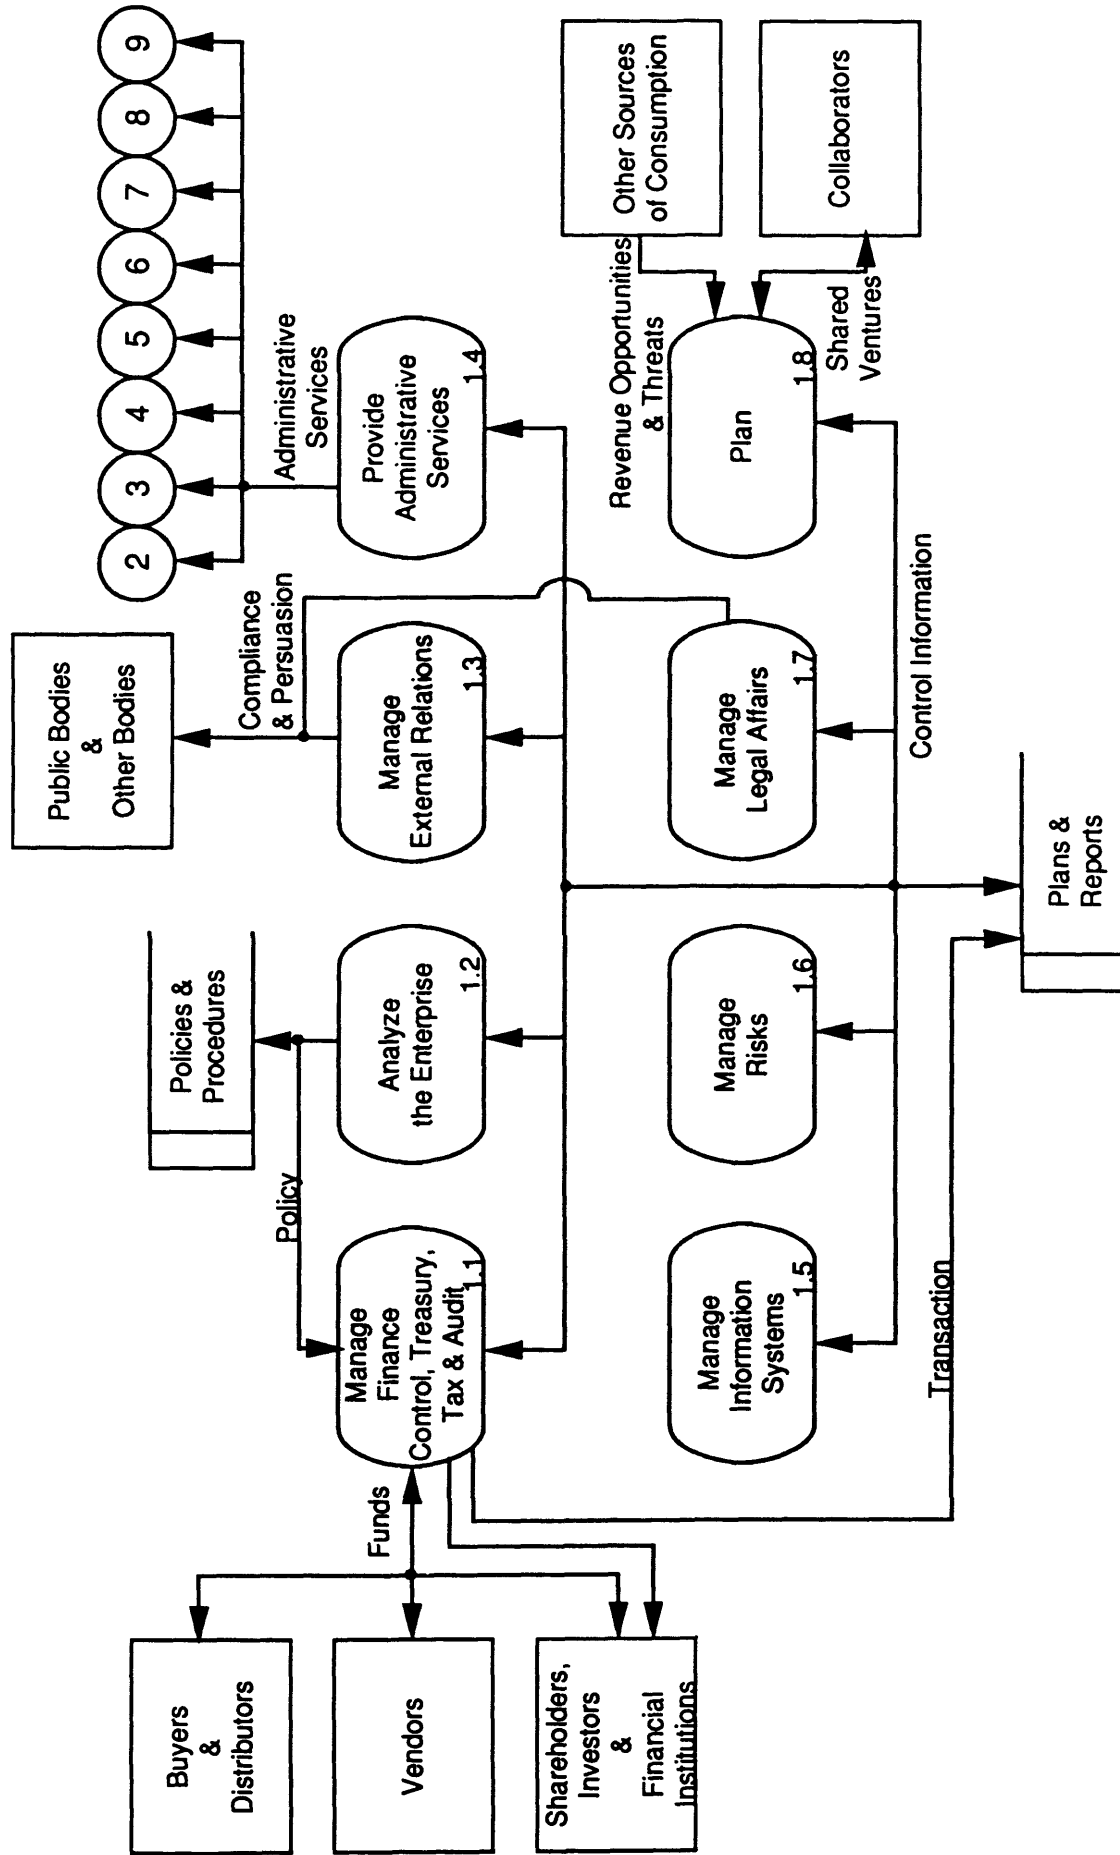 2
3
4
5
6
7
8
9
Public Bodies
&
Other Bodies
Policies &
Procedures
Policy
Compliance
& Persuasion
Administrative
Services
Buyers
&
Distributors
Vendors
Shareholders,
Investors
&
Financial
Institutions
Funds
Manage
Finance
Control, Treasury,
Tax & Audit
1.1
Analyze
the Enterprise
1.2
Manage
External Relations
1.3
Provide
Administrative
Services
1.4
Manage
Information
Systems
1.5
Manage
Risks
1.6
Manage
Legal Affairs
1.7
Plan
1.8
Revenue Opportunities
& Threats
Other Sources
of Consumption
Shared
Ventures
Collaborators
Control Information
Transaction
Plans &
Reports